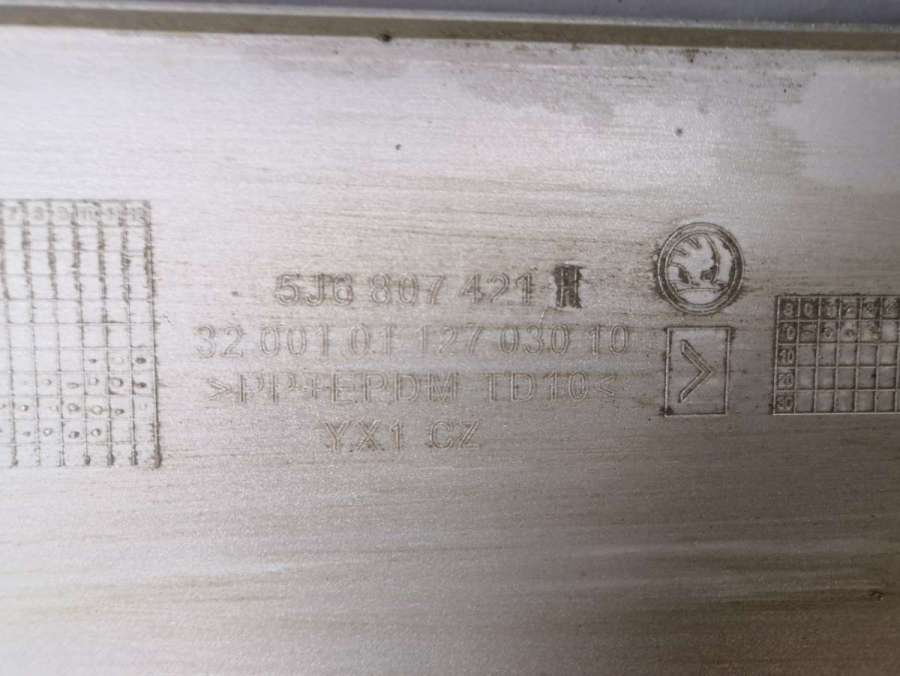 5J6 807 421
32 001 01 127 030 10
>PP+EPDM TD10<
YX1 CZ